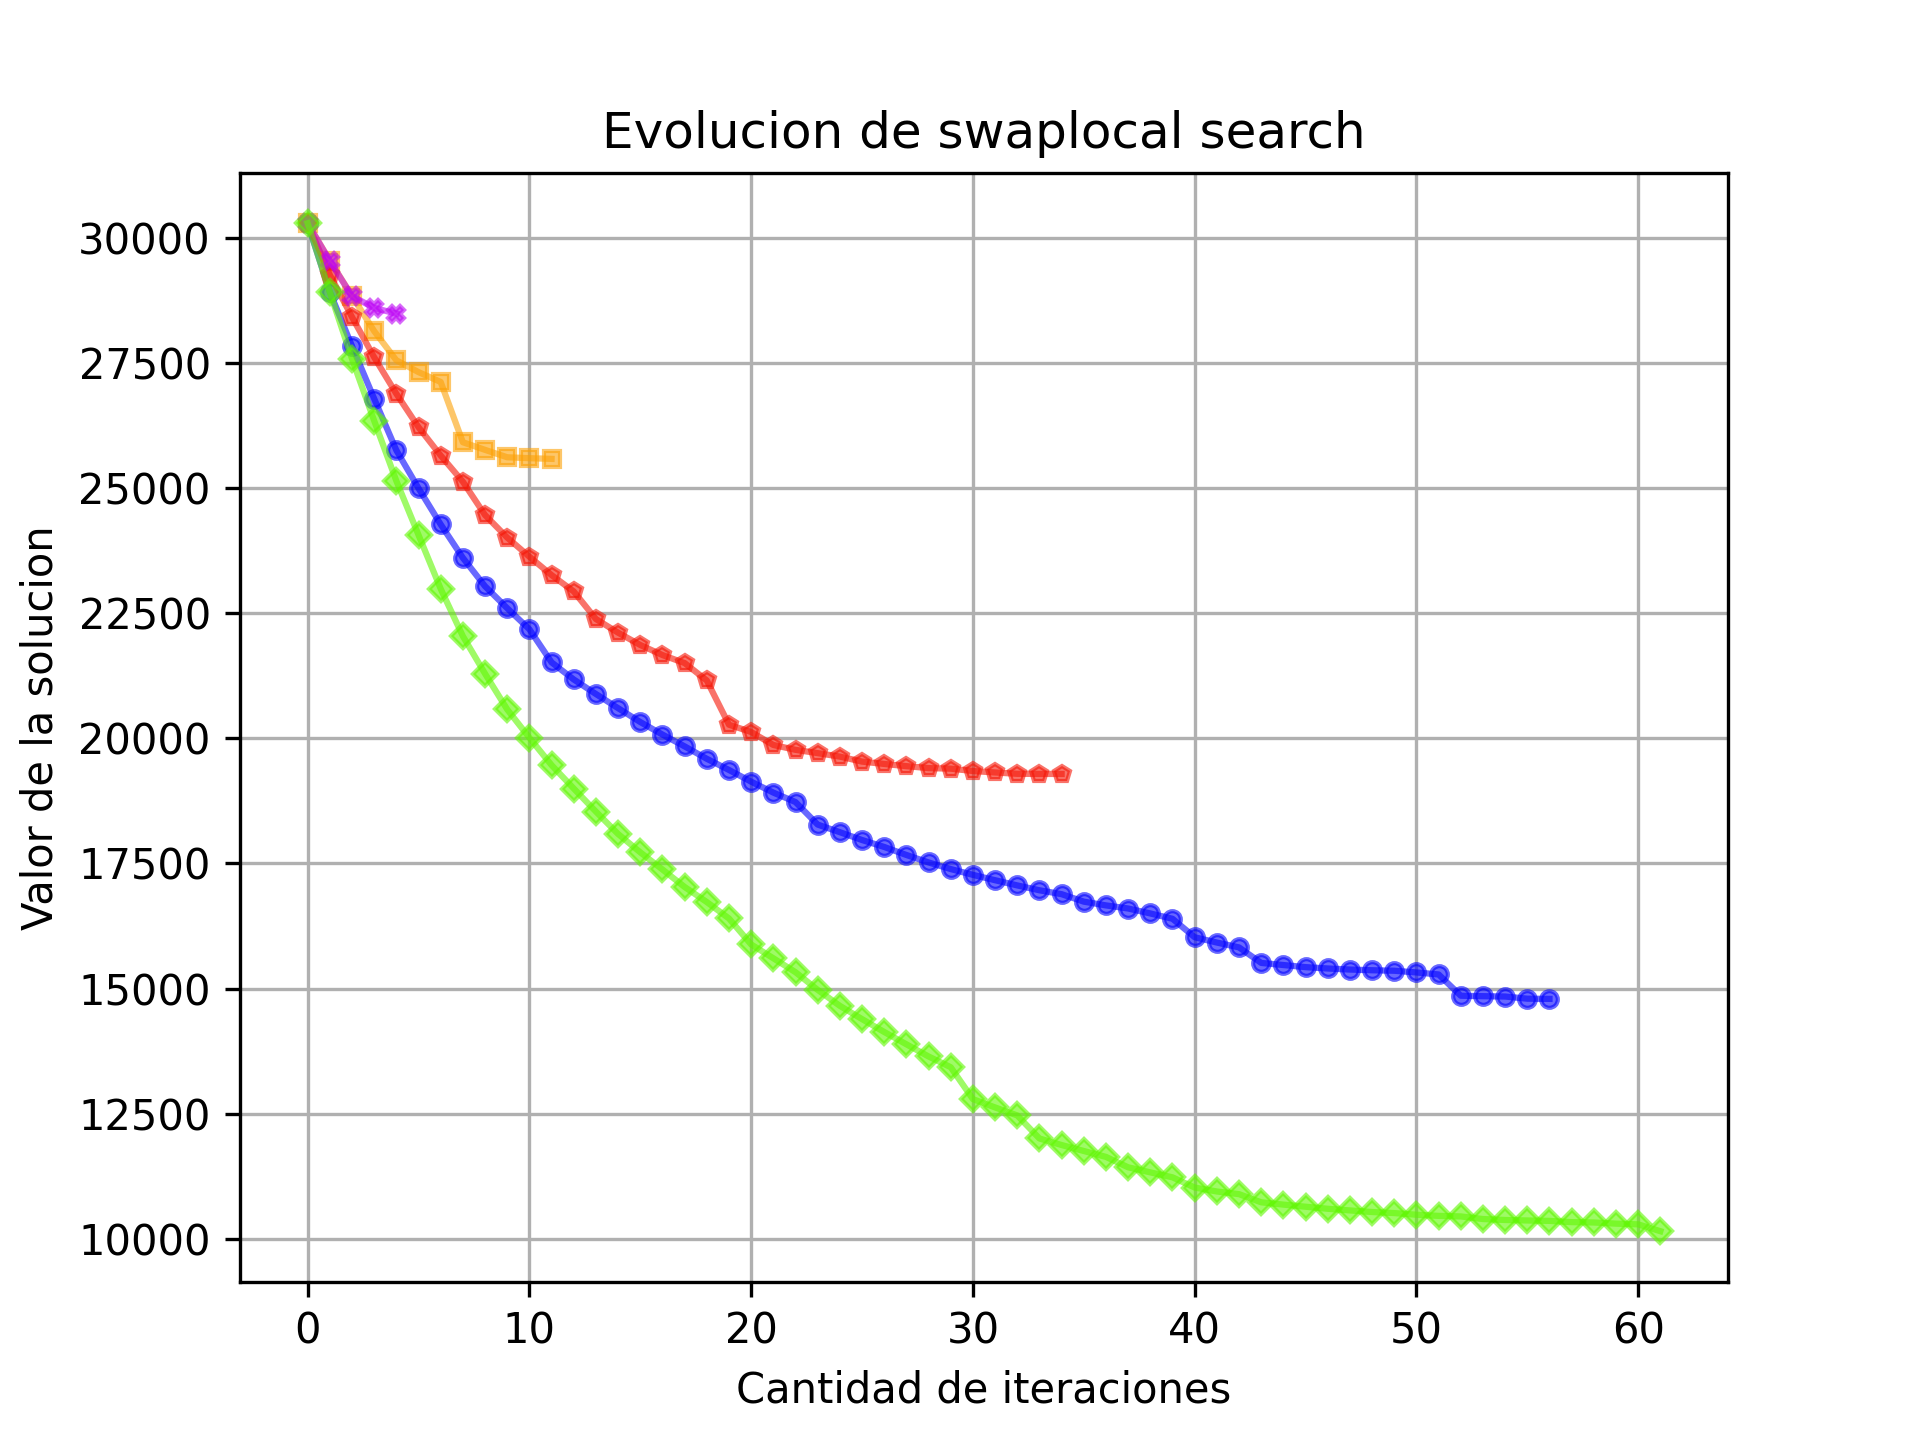 Evolucion de swaplocal search
Valor de la solucion
30000
27500
25000
22500
20000
17500
15000
12500
10000
0 10 20 30 40 50 60
Cantidad de iteraciones